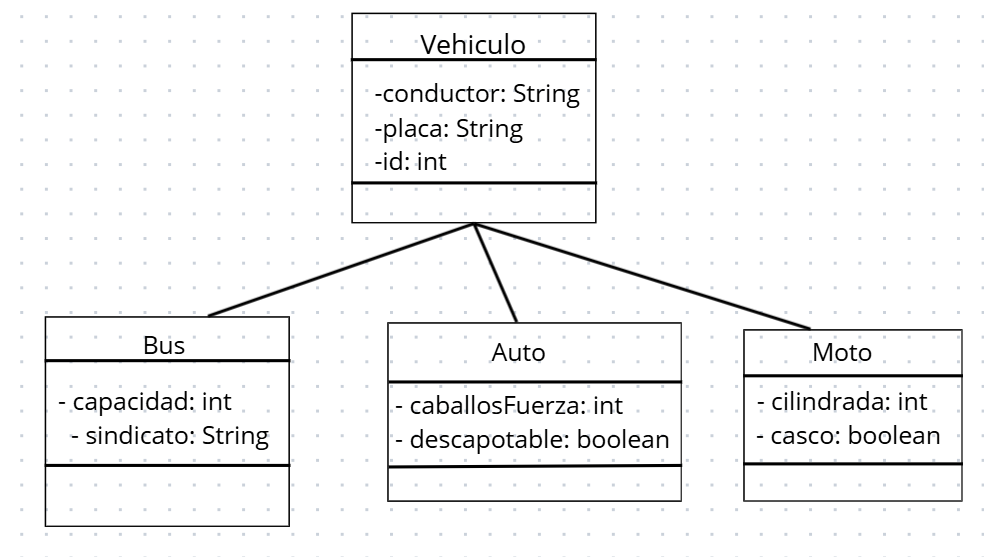 Vehiculo
-conductor: String
-placa: String
-id: int
Bus
- capacidad: int
- sindicato: String
Auto
- caballosFuerza: int
- descapotable: boolean
Moto
- cilindrada: int
- casco: boolean